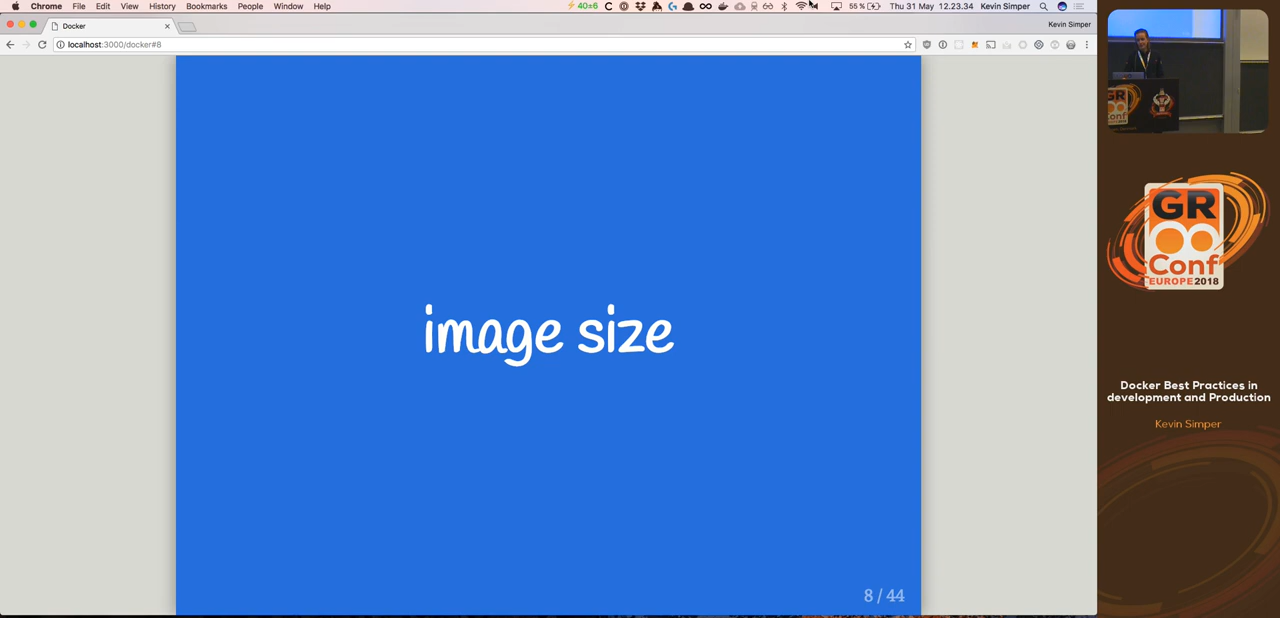 Chrome File Edit View History Bookmarks People Window Help
40±6
55 %
Thu 31 May 12.23.34 Kevin Simper
Docker
Kevin Simper
localhost:3000/docker#8
image size
8 / 44
GR
Conf
EUROPE 2018
Docker Best Practices in
development and Production
Kevin Simper